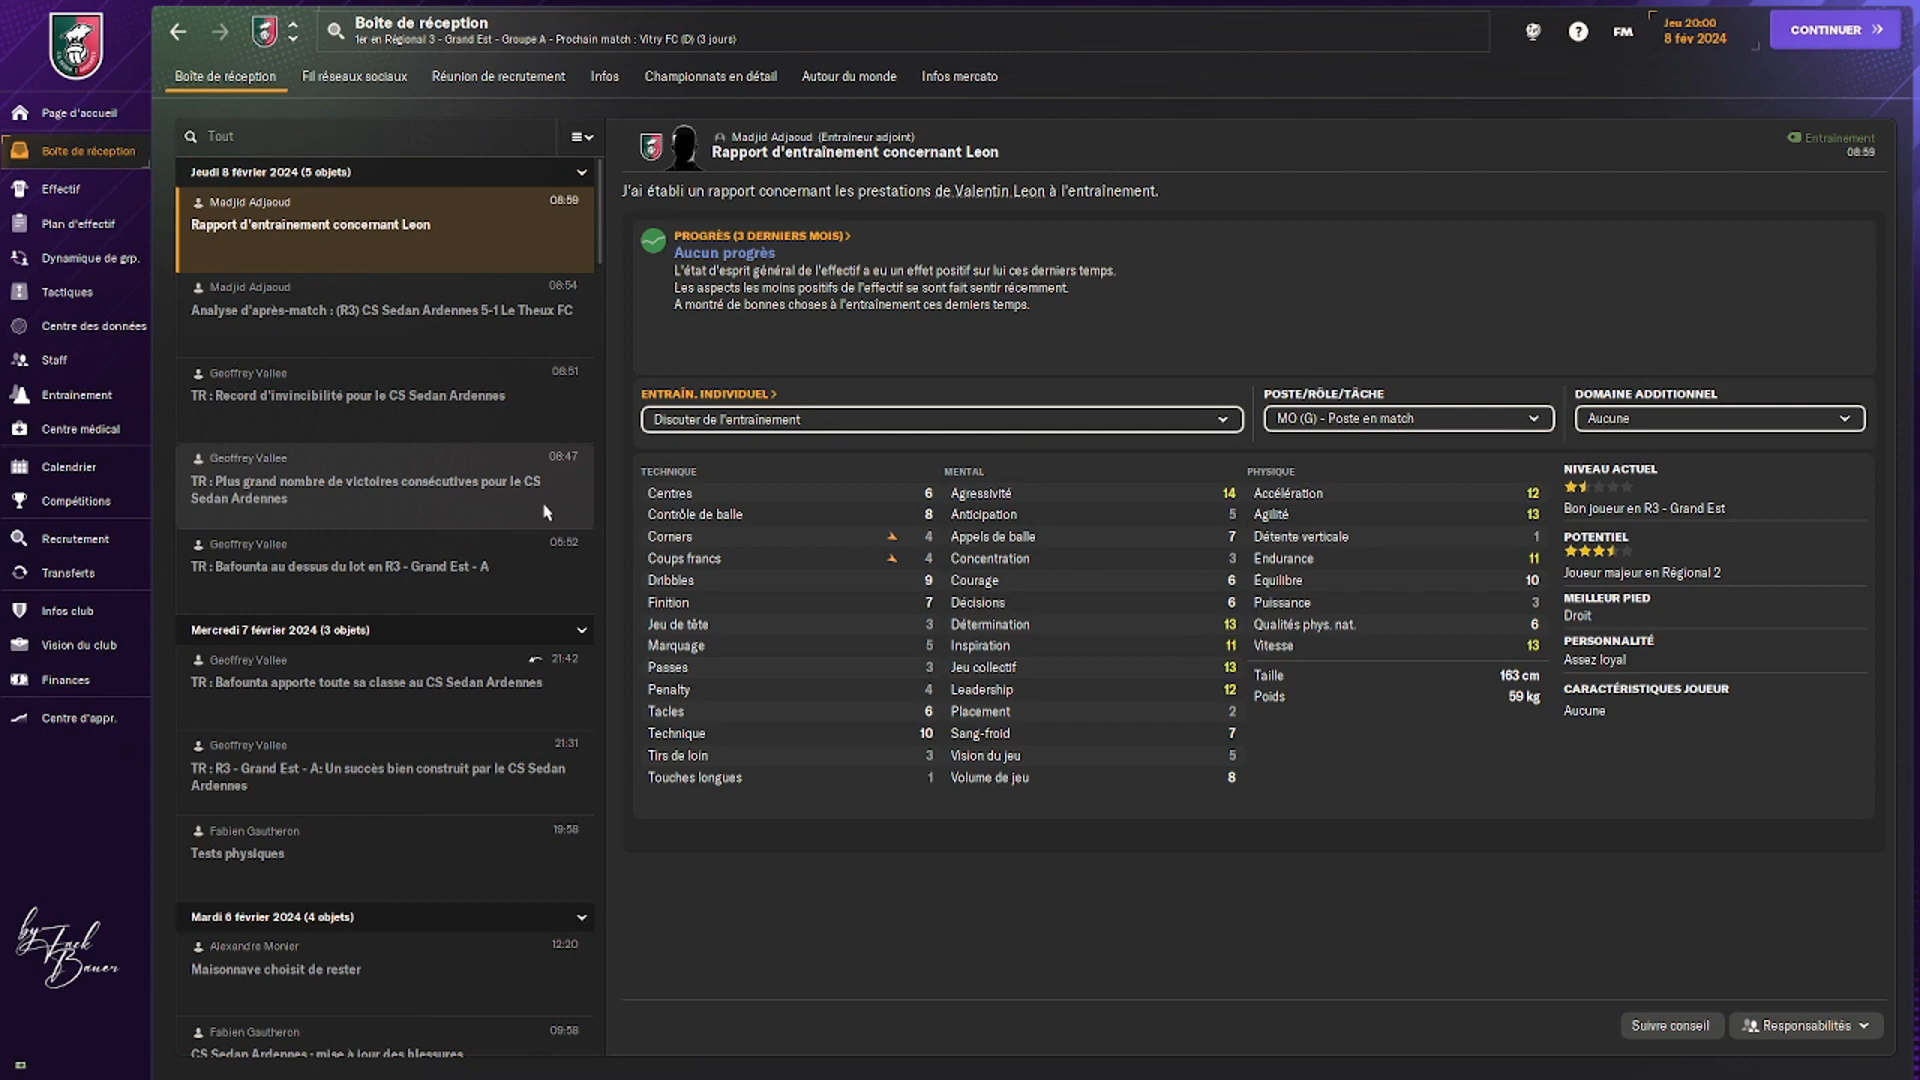 Boîte de réception
1er en Régional 3 - Grand Est - Groupe A - Prochain match : Vitry FC (D) (3 jours)
FM
Jeu 20:00
8 fév 2024
CONTINUER
Boîte de réception
Fil réseaux sociaux
Réunion de recrutement
Infos
Championnats en détail
Autour du monde
Infos mercato
Page d'accueil
Boîte de réception
Effectif
Plan d'effectif
Dynamique de grp.
Tactiques
Centre des données
Staff
Entraînement
Centre médical
Calendrier
Compétitions
Recrutement
Transferts
Infos club
Vision du club
Finances
Centre d'appr.
by Jack
Bauer
Tout
Jeudi 8 février 2024 (5 objets)
Madjid Adjaoud 08:59
Rapport d'entraînement concernant Leon
Madjid Adjaoud 08:54
Analyse d'après-match : (R3) CS Sedan Ardennes 5-1 Le Theux FC
Geoffrey Vallee 08:51
TR : Record d'invincibilité pour le CS Sedan Ardennes
Geoffrey Vallee 08:47
TR : Plus grand nombre de victoires consécutives pour le CS
Sedan Ardennes
Geoffrey Vallee 05:52
TR : Bafounta au dessus du lot en R3 - Grand Est - A
Mercredi 7 février 2024 (3 objets)
Geoffrey Vallee 21:42
TR : Bafounta apporte toute sa classe au CS Sedan Ardennes
Geoffrey Vallee 21:31
TR : R3 - Grand Est - A: Un succès bien construit par le CS Sedan
Ardennes
Fabien Gautheron 19:58
Tests physiques
Mardi 6 février 2024 (4 objets)
Alexandre Monier 12:20
Maisonnave choisit de rester
Fabien Gautheron 09:58
CS Sedan Ardennes : mise à jour des blessures
Madjid Adjaoud (Entraîneur adjoint)
Rapport d'entraînement concernant Leon
Entraînement
08:59
J'ai établi un rapport concernant les prestations de Valentin Leon à l'entraînement.
PROGRÈS (3 DERNIERS MOIS)
Aucun progrès
L'état d'esprit général de l'effectif a eu un effet positif sur lui ces derniers temps.
Les aspects les moins positifs de l'effectif se sont fait sentir récemment.
A montré de bonnes choses à l'entraînement ces derniers temps.
ENTRAÎN. INDIVIDUEL
Discuter de l'entraînement
POSTE/RÔLE/TÂCHE
MO (G) - Poste en match
DOMAINE ADDITIONNEL
Aucune
TECHNIQUE
Centres 6
Contrôle de balle 8
Corners 4
Coups francs 4
Dribbles 9
Finition 7
Jeu de tête 3
Marquage 5
Passes 3
Penalty 4
Tacles 6
Technique 10
Tirs de loin 3
Touches longues 1
MENTAL
Agressivité 14
Anticipation 5
Appels de balle 7
Concentration 3
Courage 6
Décisions 6
Détermination 13
Inspiration 11
Jeu collectif 13
Leadership 12
Placement 2
Sang-froid 7
Vision du jeu 5
Volume de jeu 8
PHYSIQUE
Accélération 12
Agilité 13
Détente verticale 1
Endurance 11
Équilibre 10
Puissance 3
Qualités phys. nat. 6
Vitesse 13
Taille 163 cm
Poids 59 kg
NIVEAU ACTUEL
Bon joueur en R3 - Grand Est
POTENTIEL
Joueur majeur en Régional 2
MEILLEUR PIED
Droit
PERSONNALITÉ
Assez loyal
CARACTÉRISTIQUES JOUEUR
Aucune
Suivre conseil
Responsabilités